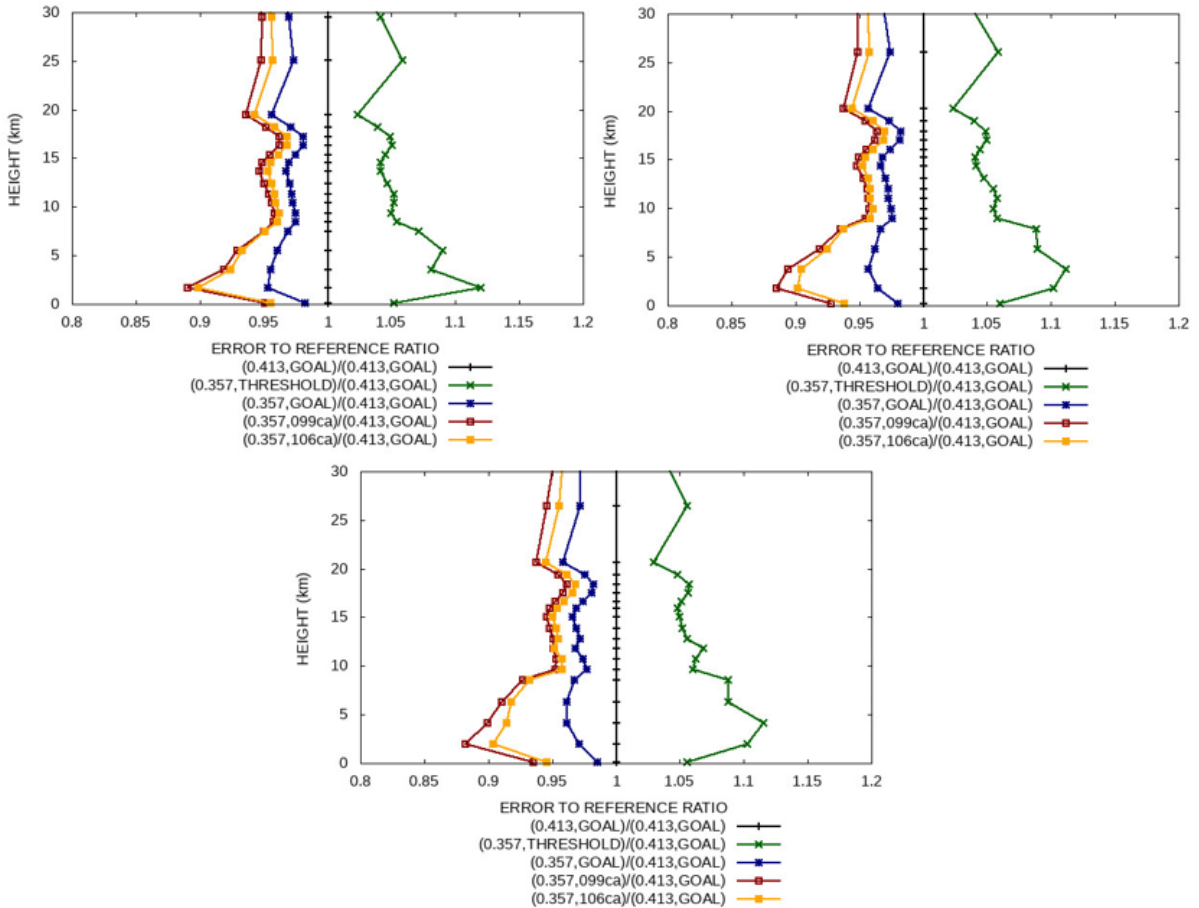 30
25
20
15
10
5
0
HEIGHT (km)
0.8 0.9 0.95 1 1.05 1.1 1.15 1.2
ERROR TO REFERENCE RATIO
(0.413,GOAL)/(0.413,GOAL)
(0.357,THRESHOLD)/(0.413,GOAL)
(0.357,GOAL)/(0.413,GOAL)
(0.357,099ca)/(0.413,GOAL)
(0.357,106ca)/(0.413,GOAL)
30
25
20
15
10
5
0
HEIGHT (km)
0.8 0.9 0.95 1 1.05 1.1 1.15 1.2
ERROR TO REFERENCE RATIO
(0.413,GOAL)/(0.413,GOAL)
(0.357,THRESHOLD)/(0.413,GOAL)
(0.357,GOAL)/(0.413,GOAL)
(0.357,099ca)/(0.413,GOAL)
(0.357,106ca)/(0.413,GOAL)
30
25
20
15
10
5
0
HEIGHT (km)
0.8 0.9 0.95 1 1.05 1.1 1.15 1.2
ERROR TO REFERENCE RATIO
(0.413,GOAL)/(0.413,GOAL)
(0.357,THRESHOLD)/(0.413,GOAL)
(0.357,GOAL)/(0.413,GOAL)
(0.357,099ca)/(0.413,GOAL)
(0.357,106ca)/(0.413,GOAL)